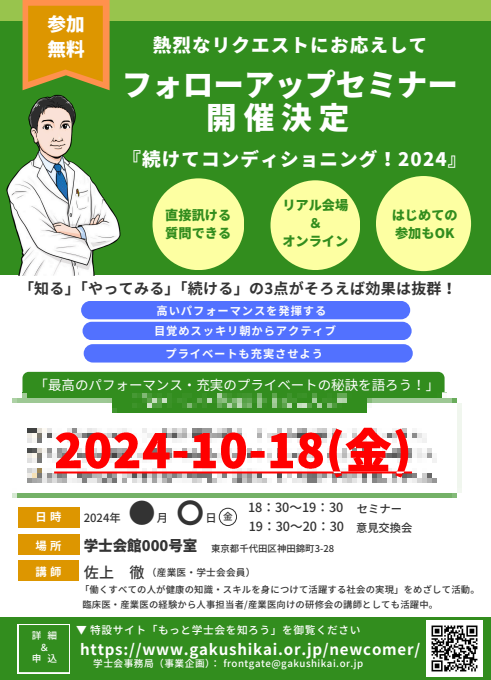 参加
無料
熱烈なリクエストにお応えして
フォローアップセミナー
開催決定
『続けてコンディショニング！2024』
直接訊ける
質問できる
リアル会場
&
オンライン
はじめての
参加もOK
「知る」「やってみる」「続ける」の3点がそろえば効果は抜群！
高いパフォーマンスを発揮する
目覚めスッキリ朝からアクティブ
プライベートも充実させよう
「最高のパフォーマンス・充実のプライベートの秘訣を語ろう！」
2024-10-18(金)
日時
2024年 ●月 〇日㊎
18：30～19：30 セミナー
19：30～20：30 意見交換会
場所
学士会館000号室 東京都千代田区神田錦町3-28
講師
佐上 徹（産業医・学士会会員）
「働くすべての人が健康の知識・スキルを身につけて活躍する社会の実現」をめざして活動。
臨床医・産業医の経験から人事担当者/産業医向けの研修会の講師としても活躍中。
詳細
&
申込
▼ 特設サイト「もっと学士会を知ろう」を御覧ください
https://www.gakushikai.or.jp/newcomer/
学士会事務局（事業企画）： frontgate@gakushikai.or.jp